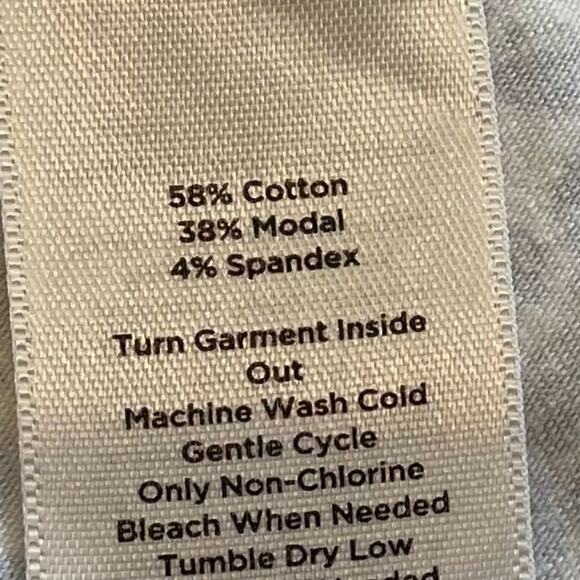 58% Cotton
38% Modal
4% Spandex
Turn Garment Inside
Out
Machine Wash Cold
Gentle Cycle
Only Non-Chlorine
Bleach When Needed
Tumble Dry Low